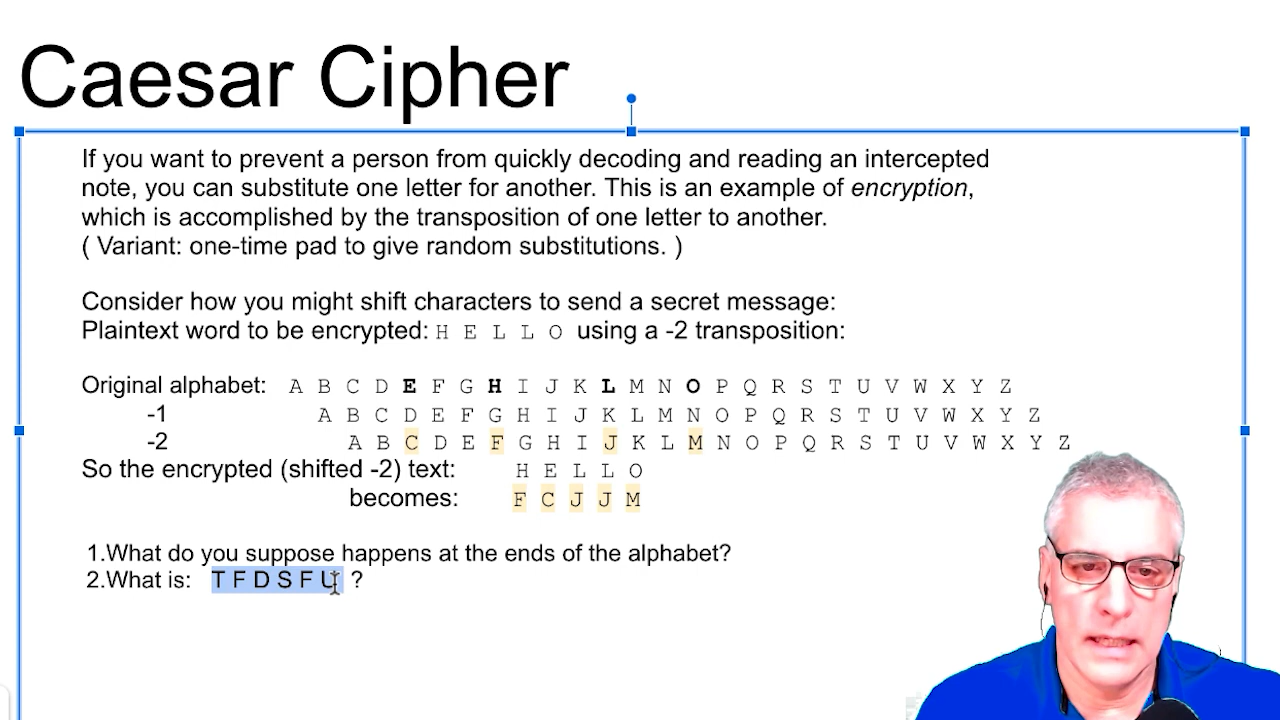 Caesar Cipher
If you want to prevent a person from quickly decoding and reading an intercepted
note, you can substitute one letter for another. This is an example of encryption,
which is accomplished by the transposition of one letter to another.
( Variant: one-time pad to give random substitutions. )
Consider how you might shift characters to send a secret message:
Plaintext word to be encrypted: H E L L O using a -2 transposition:
Original alphabet: A B C D E F G H I J K L M N O P Q R S T U V W X Y Z
-1 A B C D E F G H I J K L M N O P Q R S T U V W X Y Z
-2 A B C D E F G H I J K L M N O P Q R S T U V W X Y Z
So the encrypted (shifted -2) text: H E L L O
becomes: F C J J M
1.What do you suppose happens at the ends of the alphabet?
2.What is: T F D S F U ?